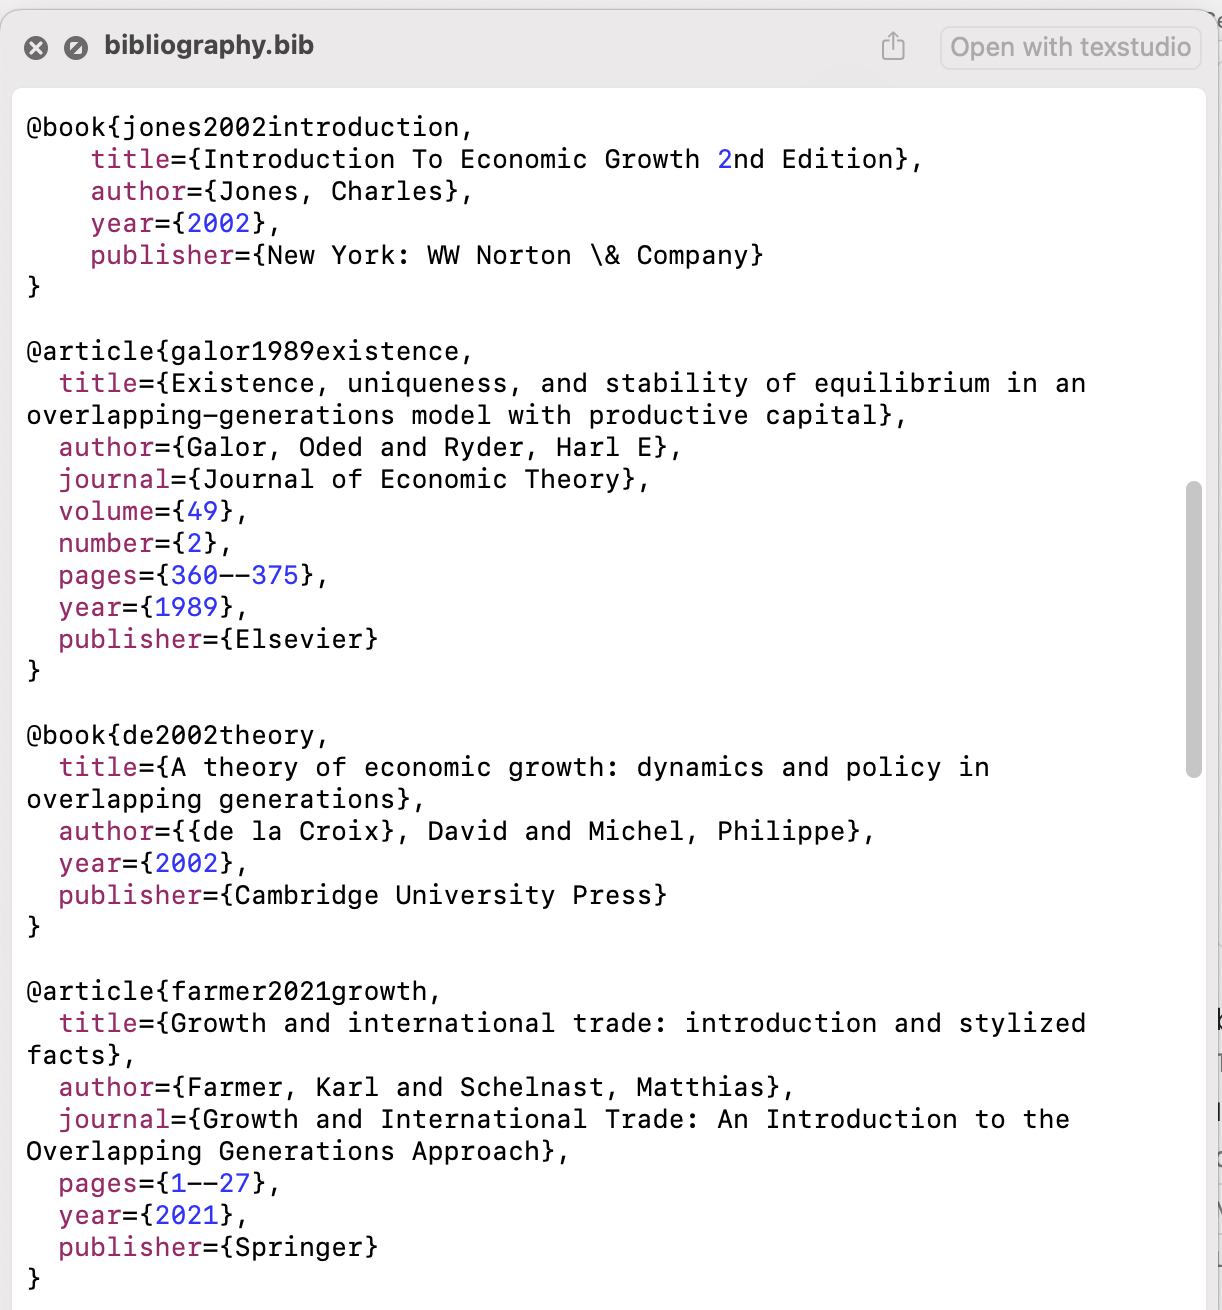 bibliography.bib
Open with texstudio
@book{jones2002introduction,
    title={Introduction To Economic Growth 2nd Edition},
    author={Jones, Charles},
    year={2002},
    publisher={New York: WW Norton \& Company}
}
@article{galor1989existence,
  title={Existence, uniqueness, and stability of equilibrium in an
overlapping-generations model with productive capital},
  author={Galor, Oded and Ryder, Harl E},
  journal={Journal of Economic Theory},
  volume={49},
  number={2},
  pages={360--375},
  year={1989},
  publisher={Elsevier}
}
@book{de2002theory,
  title={A theory of economic growth: dynamics and policy in
overlapping generations},
  author={{de la Croix}, David and Michel, Philippe},
  year={2002},
  publisher={Cambridge University Press}
}
@article{farmer2021growth,
  title={Growth and international trade: introduction and stylized
facts},
  author={Farmer, Karl and Schelnast, Matthias},
  journal={Growth and International Trade: An Introduction to the
Overlapping Generations Approach},
  pages={1--27},
  year={2021},
  publisher={Springer}
}